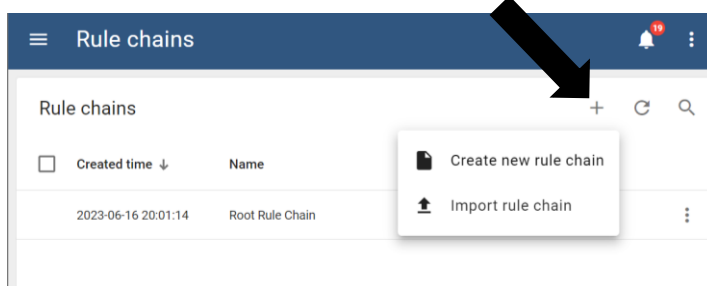 Rule chains
19
Rule chains
Created time Name
Create new rule chain
Import rule chain
2023-06-16 20:01:14 Root Rule Chain